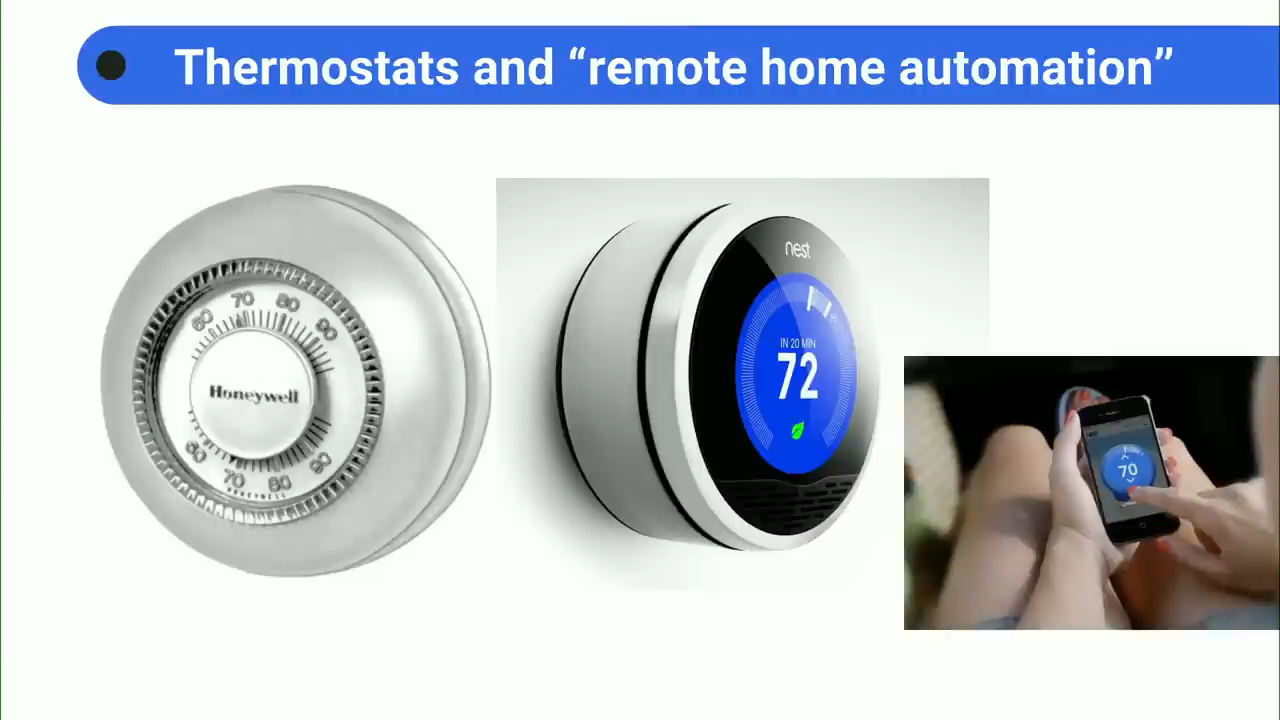 Thermostats and “remote home automation”
60 70 80 90
Honeywell
60 70 80 90
HONEYWELL
nest
IN 20 MIN
72
70